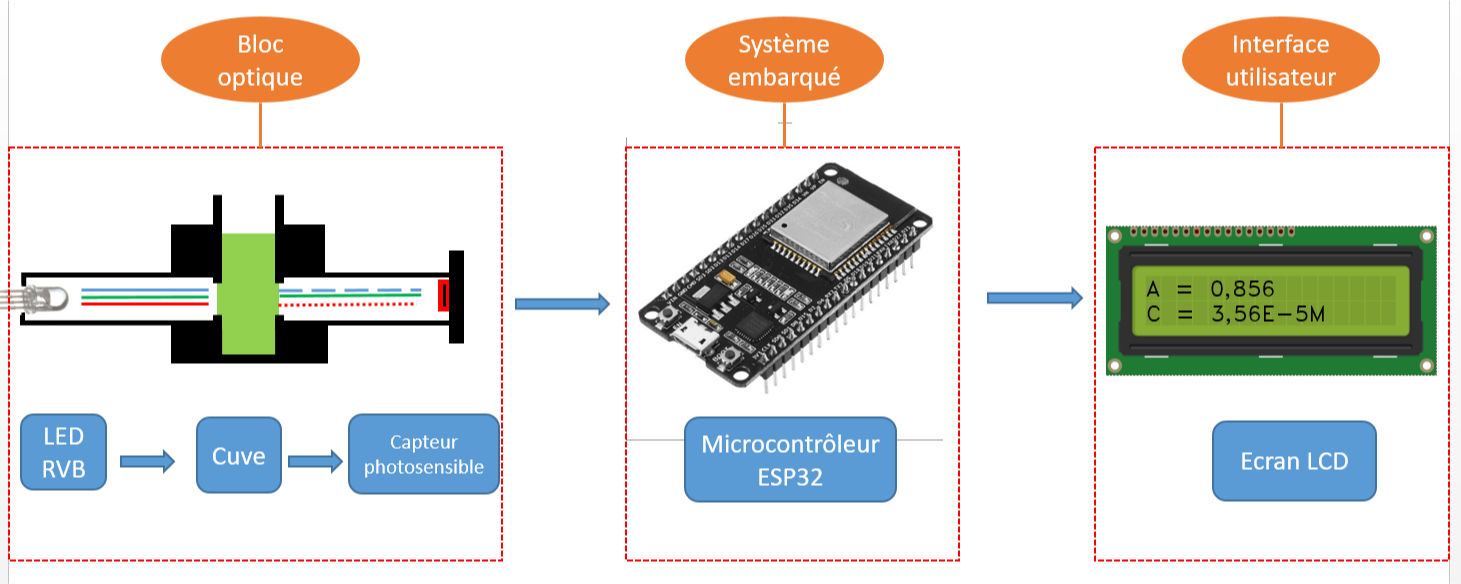 Bloc
optique
Système
embarqué
Interface
utilisateur
A = 0,856
C = 3,56E-5M
LED
RVB
Cuve
Capteur
photosensible
Microcontrôleur
ESP32
Ecran LCD